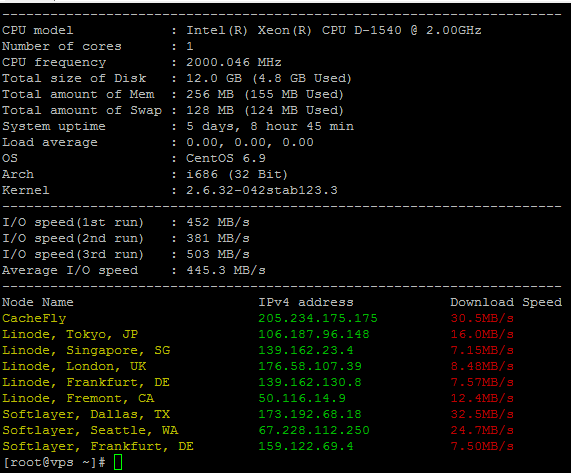 ----------------------------------------------------------------------
CPU model            : Intel(R) Xeon(R) CPU D-1540 @ 2.00GHz
Number of cores      : 1
CPU frequency        : 2000.046 MHz
Total size of Disk   : 12.0 GB (4.8 GB Used)
Total amount of Mem  : 256 MB (155 MB Used)
Total amount of Swap : 128 MB (124 MB Used)
System uptime        : 5 days, 8 hour 45 min
Load average         : 0.00, 0.00, 0.00
OS                   : CentOS 6.9
Arch                 : i686 (32 Bit)
Kernel               : 2.6.32-042stab123.3
----------------------------------------------------------------------
I/O speed(1st run)   : 452 MB/s
I/O speed(2nd run)   : 381 MB/s
I/O speed(3rd run)   : 503 MB/s
Average I/O speed    : 445.3 MB/s
----------------------------------------------------------------------
Node Name                       IPv4 address            Download Speed
CacheFly                        205.234.175.175         30.5MB/s
Linode, Tokyo, JP               106.187.96.148          16.0MB/s
Linode, Singapore, SG           139.162.23.4            7.15MB/s
Linode, London, UK              176.58.107.39           8.48MB/s
Linode, Frankfurt, DE           139.162.130.8           7.57MB/s
Linode, Fremont, CA             50.116.14.9             12.4MB/s
Softlayer, Dallas, TX           173.192.68.18           32.5MB/s
Softlayer, Seattle, WA          67.228.112.250          24.7MB/s
Softlayer, Frankfurt, DE        159.122.69.4            7.50MB/s
[root@vps ~]#